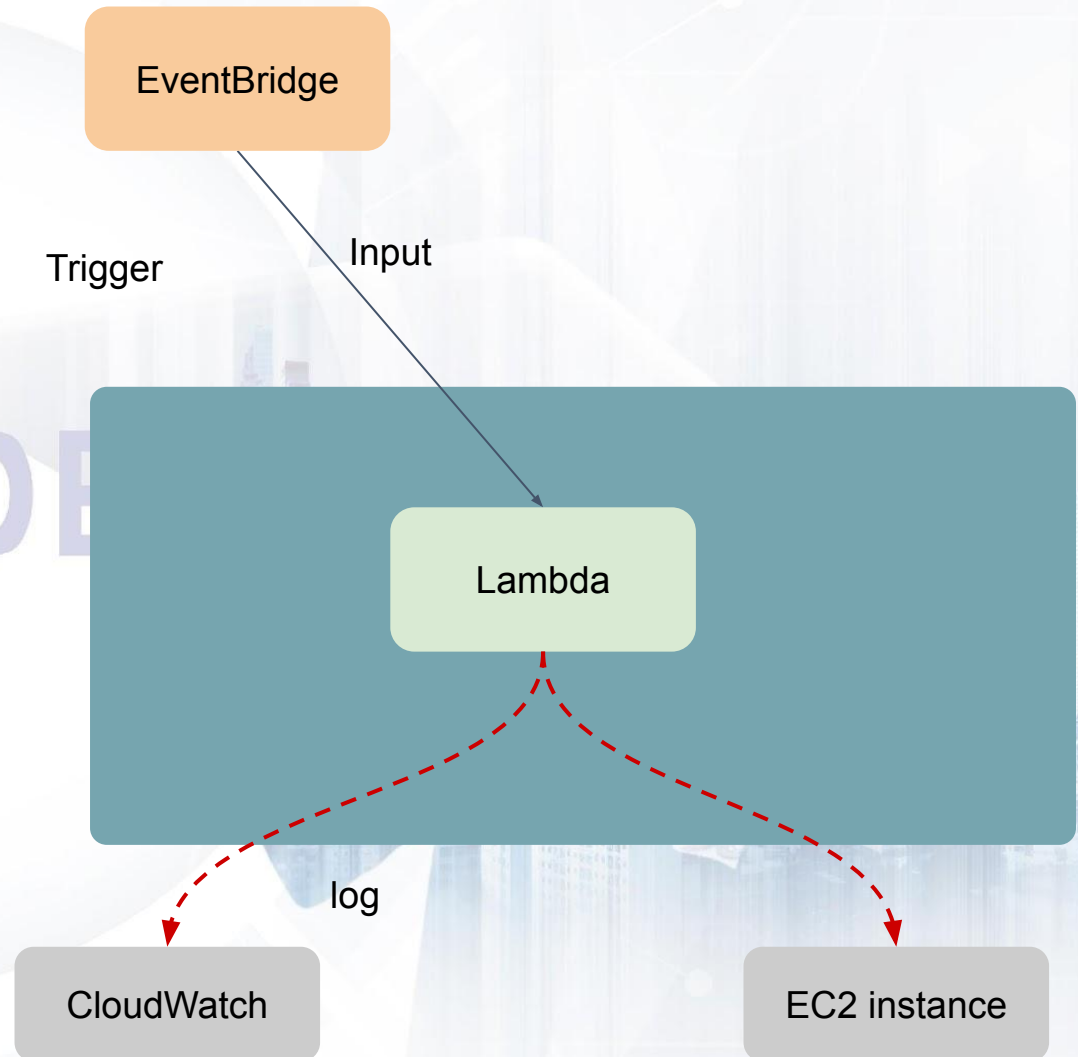 EventBridge
Input
Trigger
Lambda
log
CloudWatch
EC2 instance